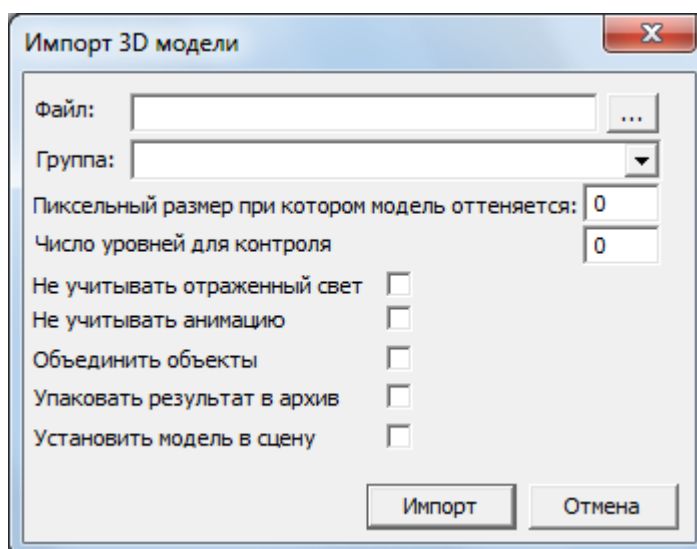 Импорт 3D модели
Файл:
...
Группа:
Пиксельный размер при котором модель оттеняется: 0
Число уровней для контроля 0
Не учитывать отраженный свет
Не учитывать анимацию
Объединить объекты
Упаковать результат в архив
Установить модель в сцену
Импорт Отмена